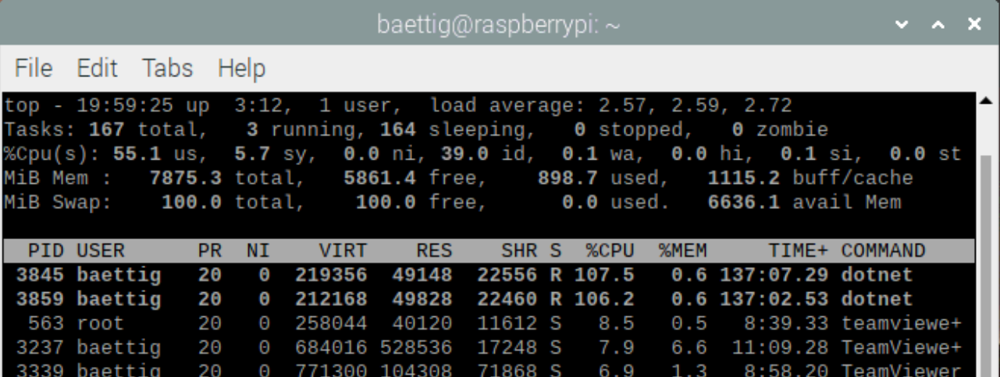 baettig@raspberrypi: ~
File Edit Tabs Help
top - 19:59:25 up  3:12,  1 user,  load average: 2.57, 2.59, 2.72
Tasks: 167 total,   3 running, 164 sleeping,   0 stopped,   0 zombie
%Cpu(s): 55.1 us,  5.7 sy,  0.0 ni, 39.0 id,  0.1 wa,  0.0 hi,  0.1 si,  0.0 st
MiB Mem :   7875.3 total,   5861.4 free,    898.7 used,   1115.2 buff/cache
MiB Swap:    100.0 total,    100.0 free,      0.0 used.   6636.1 avail Mem
PID USER      PR  NI    VIRT    RES    SHR S  %CPU  %MEM     TIME+ COMMAND
3845 baettig   20   0  219356  49148  22556 R 107.5   0.6 137:07.29 dotnet
3859 baettig   20   0  212168  49828  22460 R 106.2   0.6 137:02.53 dotnet
563 root      20   0  258044  40120  11612 S   8.5   0.5   8:39.33 teamviewe+
3237 baettig   20   0  684016 528536  17248 S   7.9   6.6  11:09.28 TeamViewe+
3339 baettig   20   0  771300 104308  71868 S   6.9   1.3   8:58.20 TeamViewer